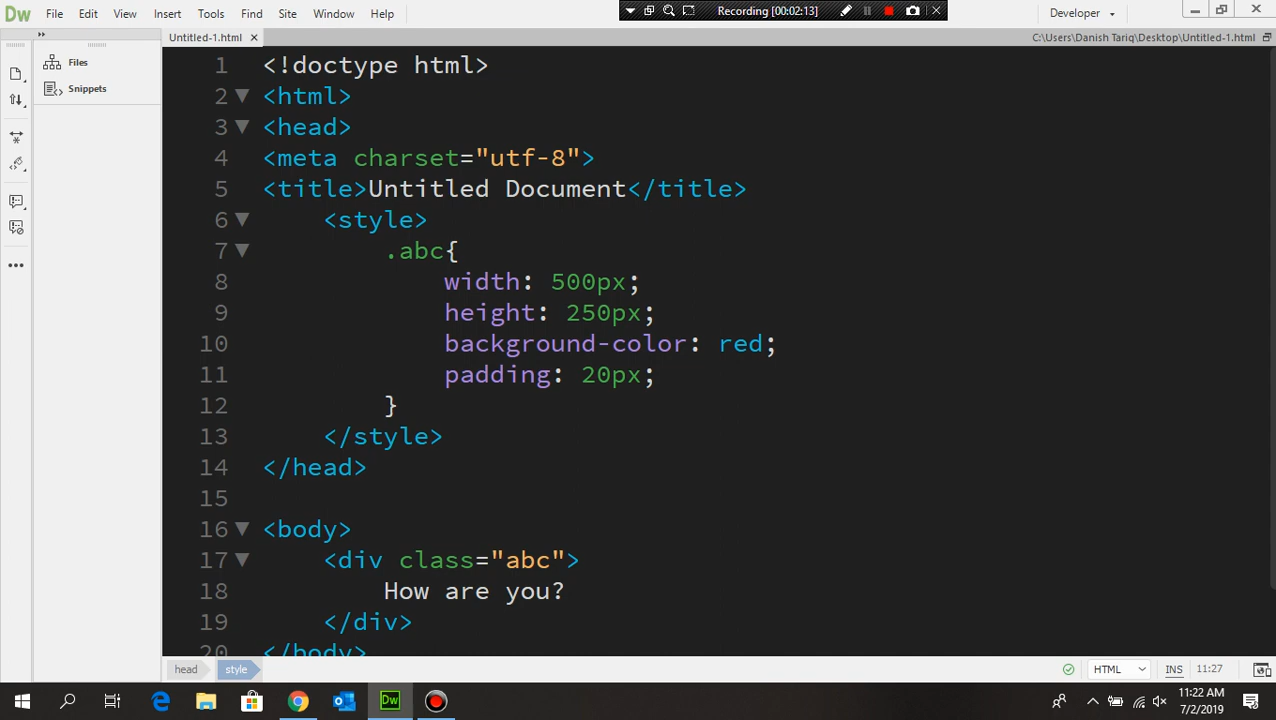 Dw File Edit View Insert Tools Find Site Window Help Recording [00:02:13] Developer
Untitled-1.html C:\Users\Danish Tariq\Desktop\Untitled-1.html
Files
Snippets
1 <!doctype html>
2 <html>
3 <head>
4 <meta charset="utf-8">
5 <title>Untitled Document</title>
6 <style>
7 .abc{
8 width: 500px;
9 height: 250px;
10 background-color: red;
11 padding: 20px;
12 }
13 </style>
14 </head>
15
16 <body>
17 <div class="abc">
18 How are you?
19 </div>
20 </body>
head style HTML INS 11:27
Dw
11:22 AM
7/2/2019